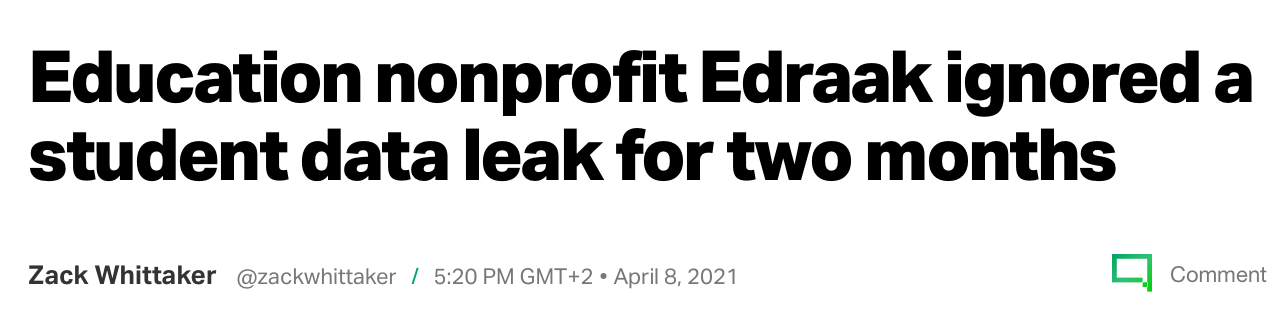 Education nonprofit Edraak ignored a
student data leak for two months
Zack Whittaker @zackwhittaker / 5:20 PM GMT+2 • April 8, 2021 Comment